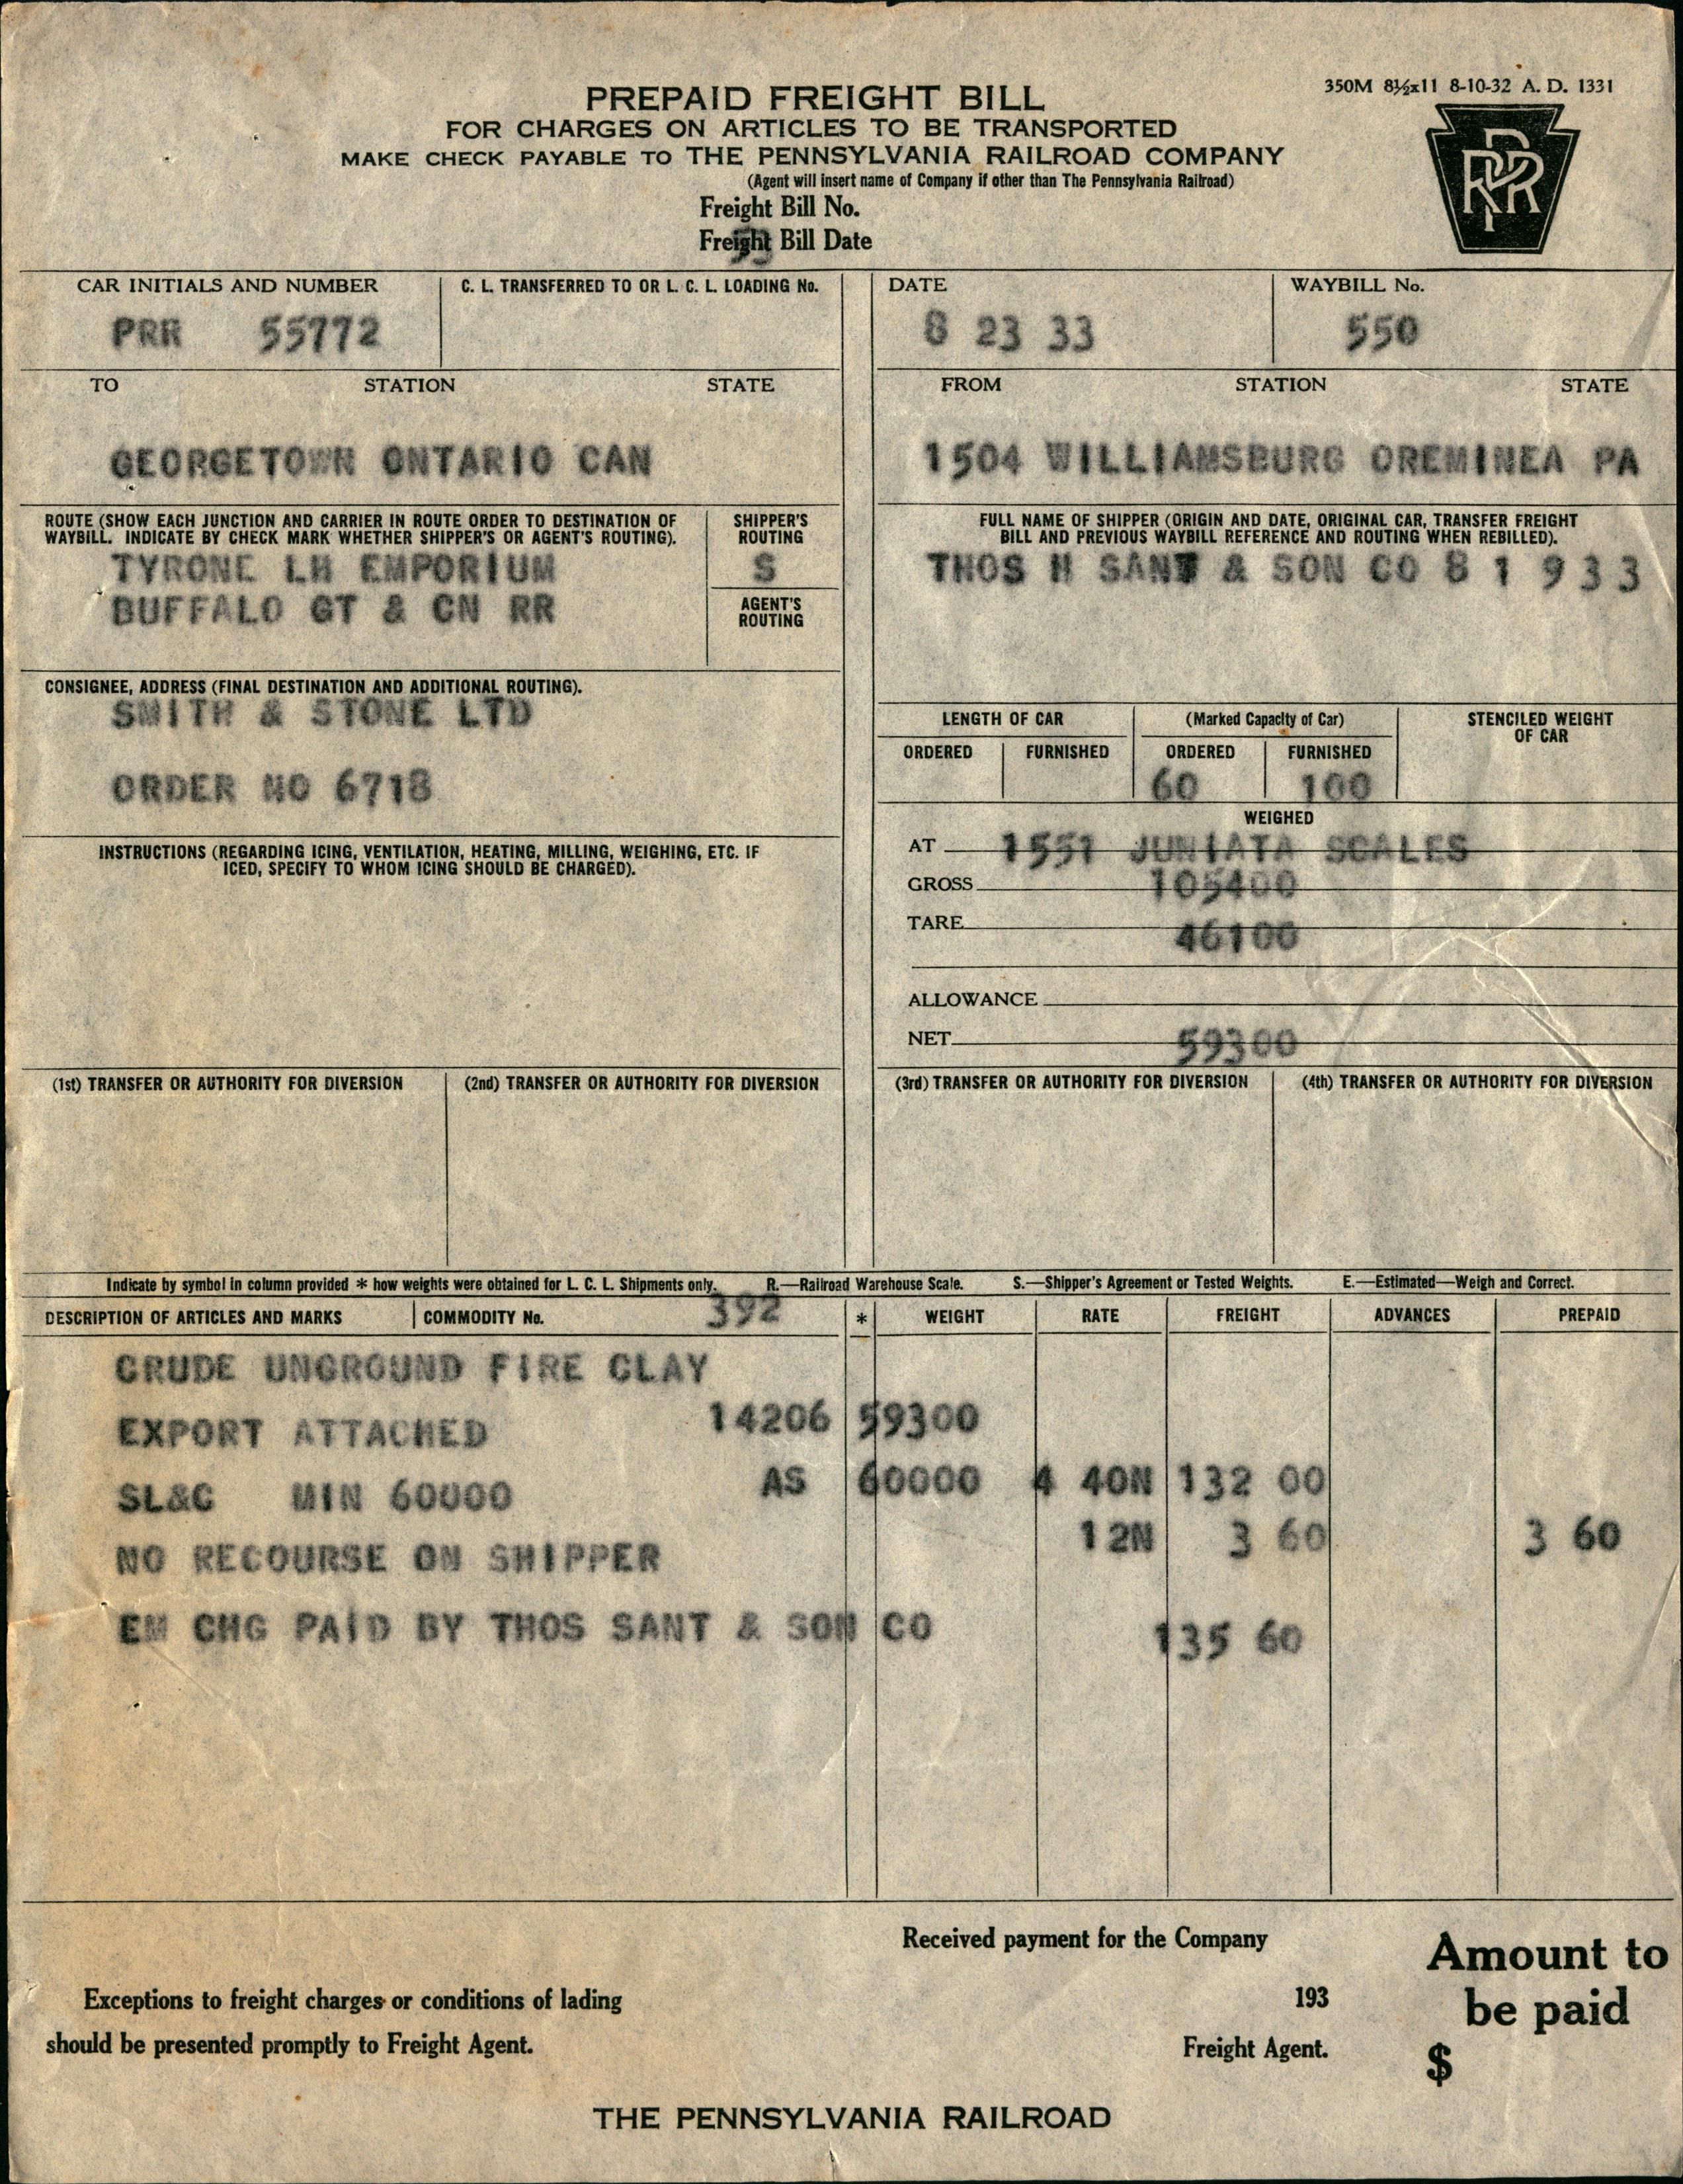 350M 8½x11 8-10-32 A. D. 1331
PREPAID FREIGHT BILL
FOR CHARGES ON ARTICLES TO BE TRANSPORTED
MAKE CHECK PAYABLE TO THE PENNSYLVANIA RAILROAD COMPANY
(Agent will insert name of Company if other than The Pennsylvania Railroad)
PRR
Freight Bill No.
Freight Bill Date
CAR INITIALS AND NUMBER
PRR 55772
C. L. TRANSFERRED TO OR L. C. L. LOADING No.
DATE
8 23 33
WAYBILL No.
550
TO STATION STATE
GEORGETOWN ONTARIO CAN
FROM STATION STATE
1504 WILLIAMSBURG OREMINEA PA
ROUTE (SHOW EACH JUNCTION AND CARRIER IN ROUTE ORDER TO DESTINATION OF
WAYBILL. INDICATE BY CHECK MARK WHETHER SHIPPER'S OR AGENT'S ROUTING).
TYRONE LH EMPORIUM
BUFFALO GT & CN RR
SHIPPER'S
ROUTING
S
AGENT'S
ROUTING
FULL NAME OF SHIPPER (ORIGIN AND DATE, ORIGINAL CAR, TRANSFER FREIGHT
BILL AND PREVIOUS WAYBILL REFERENCE AND ROUTING WHEN REBILLED).
THOS H SANT & SON CO 8 1 9 3 3
CONSIGNEE, ADDRESS (FINAL DESTINATION AND ADDITIONAL ROUTING).
SMITH & STONE LTD
ORDER NO 6718
LENGTH OF CAR
ORDERED FURNISHED
(Marked Capacity of Car)
ORDERED FURNISHED
60 100
STENCILED WEIGHT
OF CAR
INSTRUCTIONS (REGARDING ICING, VENTILATION, HEATING, MILLING, WEIGHING, ETC. IF
ICED, SPECIFY TO WHOM ICING SHOULD BE CHARGED).
WEIGHED
AT 1551 JUNIATA SCALES
GROSS 105400
TARE 46100
ALLOWANCE
NET 59300
(1st) TRANSFER OR AUTHORITY FOR DIVERSION
(2nd) TRANSFER OR AUTHORITY FOR DIVERSION
(3rd) TRANSFER OR AUTHORITY FOR DIVERSION
(4th) TRANSFER OR AUTHORITY FOR DIVERSION
Indicate by symbol in column provided * how weights were obtained for L. C. L. Shipments only. R.—Railroad Warehouse Scale. S.—Shipper's Agreement or Tested Weights. E.—Estimated—Weigh and Correct.
DESCRIPTION OF ARTICLES AND MARKS COMMODITY No. 392 * WEIGHT RATE FREIGHT ADVANCES PREPAID
CRUDE UNGROUND FIRE CLAY
EXPORT ATTACHED 14206 59300
SL&C MIN 60000 AS 60000 4 40N 132 00
12N 3 60 3 60
NO RECOURSE ON SHIPPER
EM CHG PAID BY THOS SANT & SON CO 135 60
Exceptions to freight charges or conditions of lading
should be presented promptly to Freight Agent.
Received payment for the Company
193
Freight Agent.
Amount to
be paid
$
THE PENNSYLVANIA RAILROAD